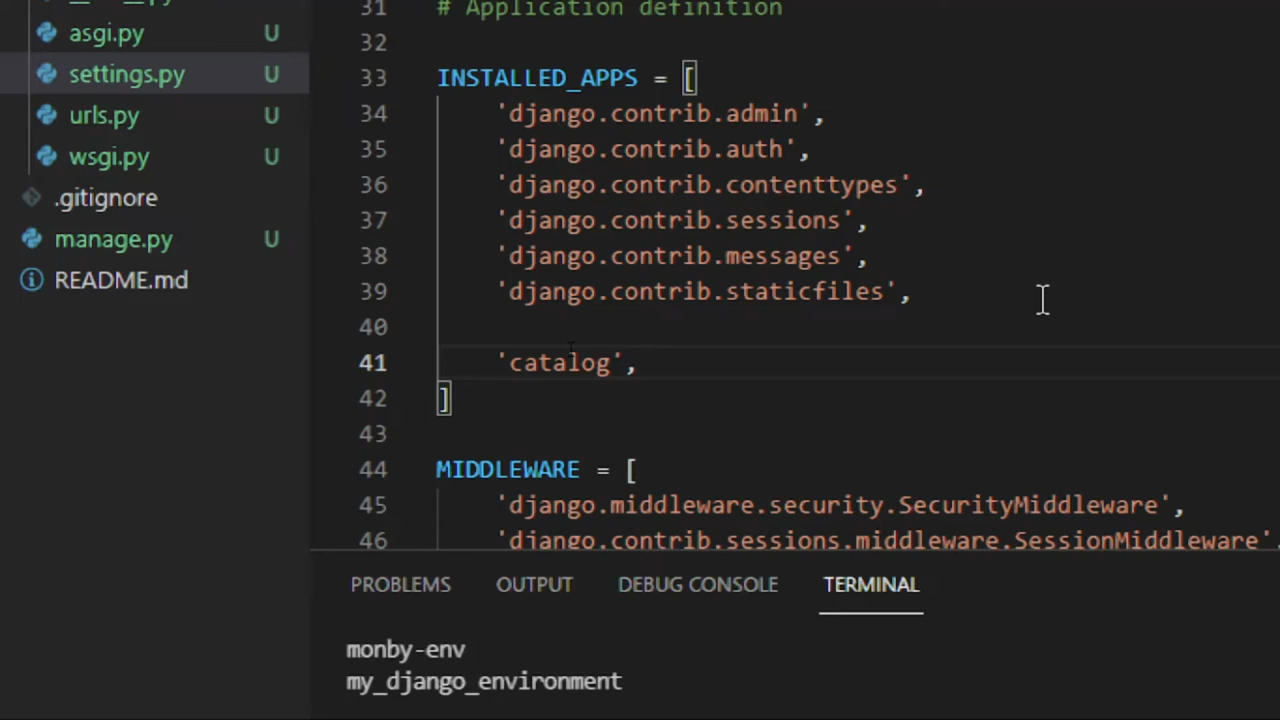 asgi.py U
settings.py U
urls.py U
wsgi.py U
.gitignore
manage.py U
README.md
31 # Application definition
32
33 INSTALLED_APPS = [
34 'django.contrib.admin',
35 'django.contrib.auth',
36 'django.contrib.contenttypes',
37 'django.contrib.sessions',
38 'django.contrib.messages',
39 'django.contrib.staticfiles',
40
41 'catalog',
42 ]
43
44 MIDDLEWARE = [
45 'django.middleware.security.SecurityMiddleware',
46 'django.contrib.sessions.middleware.SessionMiddleware'
PROBLEMS OUTPUT DEBUG CONSOLE TERMINAL
monby-env
my_django_environment